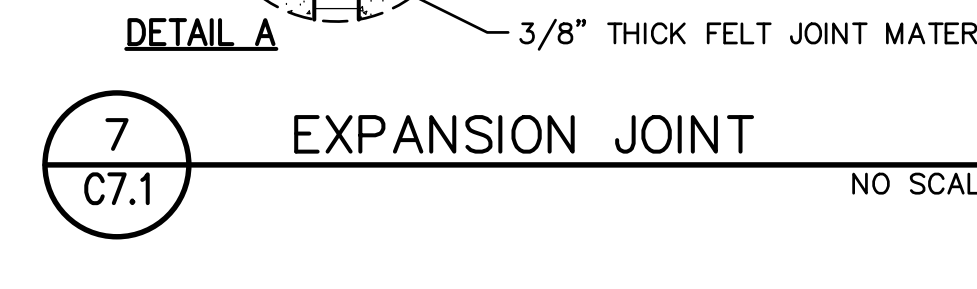 DETAIL A
3/8" THICK FELT JOINT MATER
7
EXPANSION JOINT
C7.1
NO SCAL